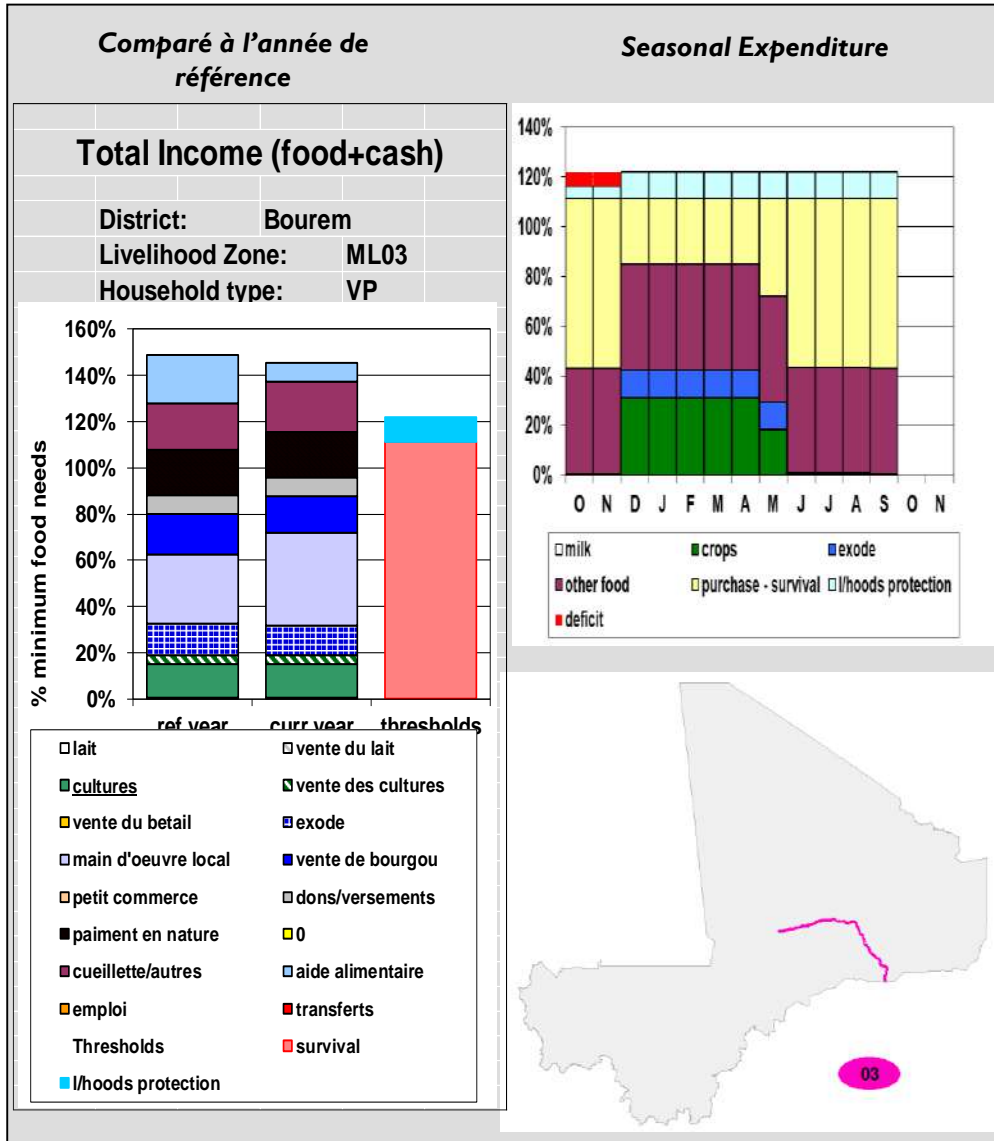 Comparé à l'année de
référence
Seasonal Expenditure
Total Income (food+cash)
District: Bourem
Livelihood Zone: ML03
Household type: VP
160%
140%
120%
100%
80%
60%
40%
20%
0%
% minimum food needs
ref year curr year thresholds
lait vente du lait
cultures vente des cultures
vente du betail exode
main d'oeuvre local vente de bourgou
petit commerce dons/versements
paiment en nature 0
cueillette/autres aide alimentaire
emploi transferts
Thresholds survival
l/hoods protection
140%
120%
100%
80%
60%
40%
20%
0%
O N D J F M A M J J A S O N
milk crops exode
other food purchase - survival l/hoods protection
deficit
03